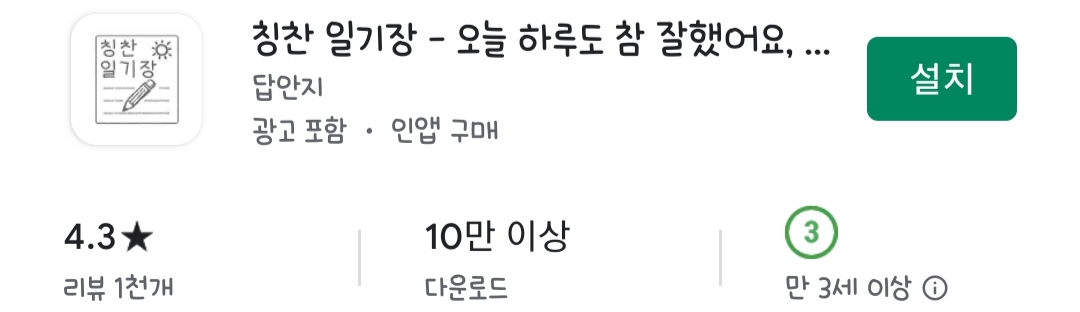 칭찬
일기장
칭찬 일기장 - 오늘 하루도 참 잘했어요, ...
답안지
광고 포함 · 인앱 구매
설치
4.3★
리뷰 1천개
10만 이상
다운로드
3
만 3세 이상